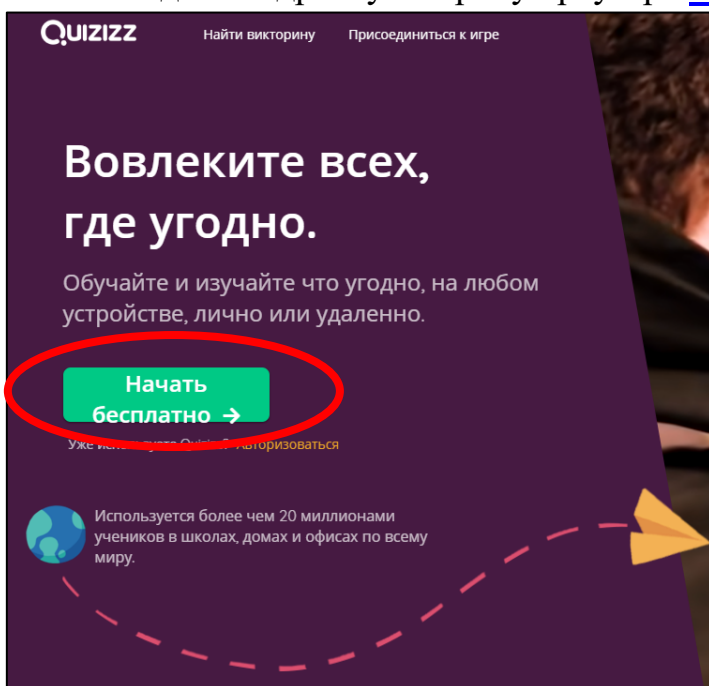 QUIZIZZ Найти викторину Присоединиться к игре
Вовлеките всех,
где угодно.
Обучайте и изучайте что угодно, на любом
устройстве, лично или удаленно.
Начать
бесплатно →
Уже Авторизоваться
Используется более чем 20 миллионами
учеников в школах, домах и офисах по всему
миру.